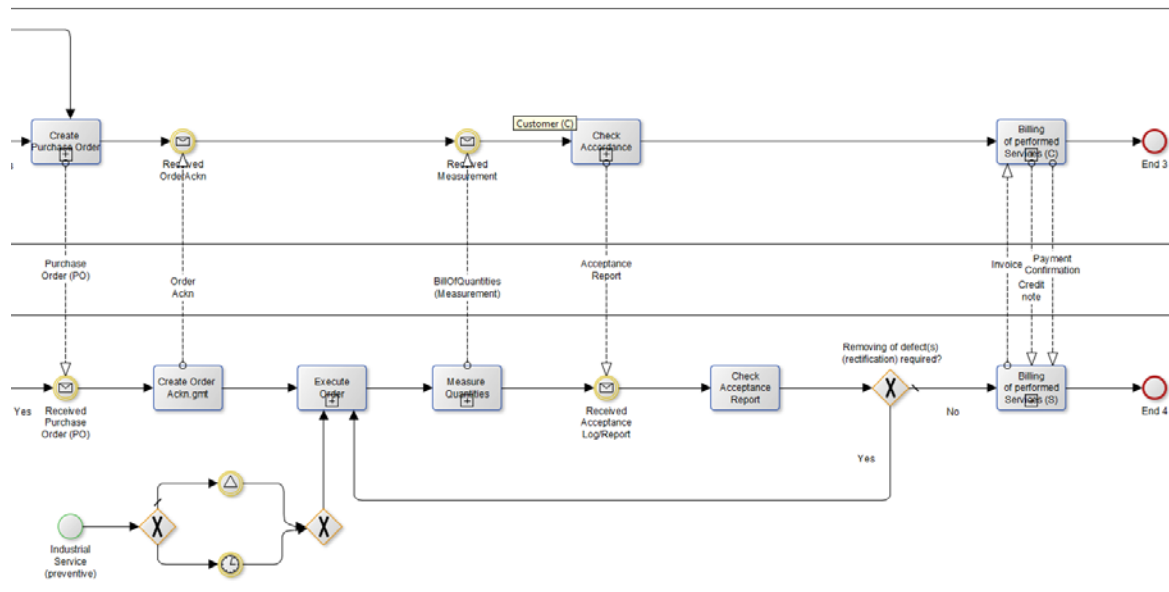 Create
Purchase Order
Received
OrderAckn
Received
Measurement
Customer (C)
Check
Accordance
Billing
of performed
Services (C)
End 3
Purchase
Order (PO)
Order
Ackn
BillOfQuantities
(Measurement)
Acceptance
Report
Invoice
Payment
Confirmation
Credit
note
Removing of defect(s)
(rectification) required?
Yes
Received
Purchase
Order (PO)
Create Order
Ackn.gmt
Execute
Order
Measure
Quantities
Received
Acceptance
Log/Report
Check
Acceptance
Report
No
Billing
of performed
Services (S)
End 4
Yes
Industrial
Service
(preventive)